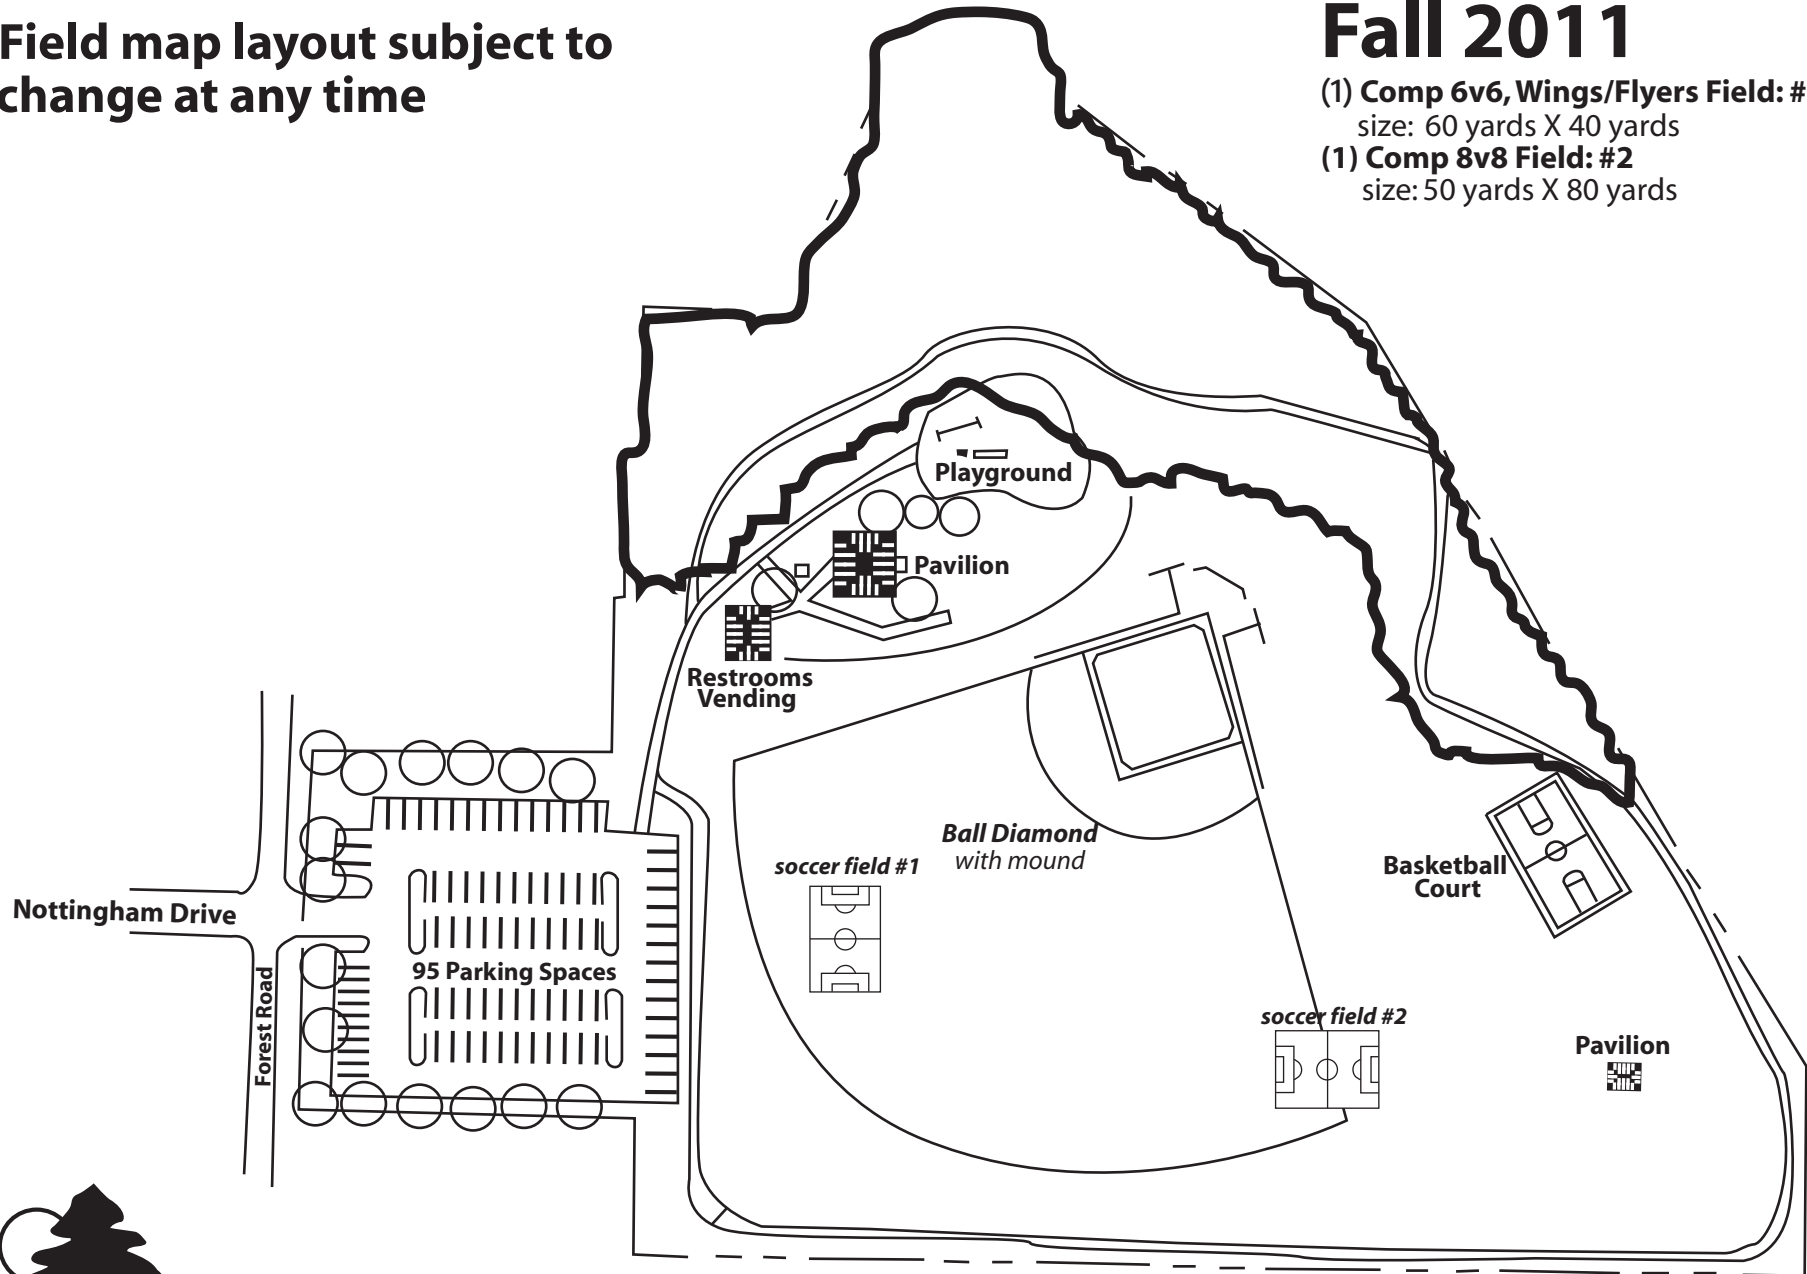 Field map layout subject to
change at any time
Fall 2011
(1) Comp 6v6, Wings/Flyers Field: #
size: 60 yards X 40 yards
(1) Comp 8v8 Field: #2
size: 50 yards X 80 yards
Playground
Pavilion
Restrooms
Vending
Ball Diamond
with mound
soccer field #1
Basketball
Court
Nottingham Drive
95 Parking Spaces
Forest Road
soccer field #2
Pavilion